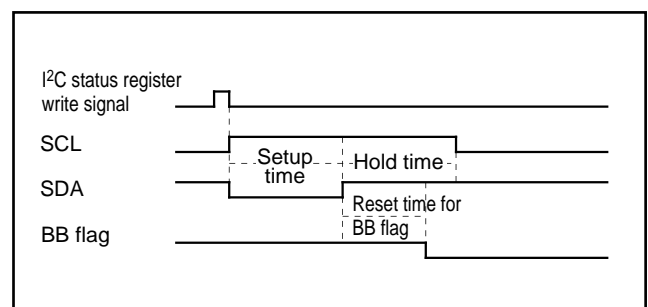 I²C status register
write signal
SCL
Setup
time
Hold time
SDA
Reset time for
BB flag
BB flag